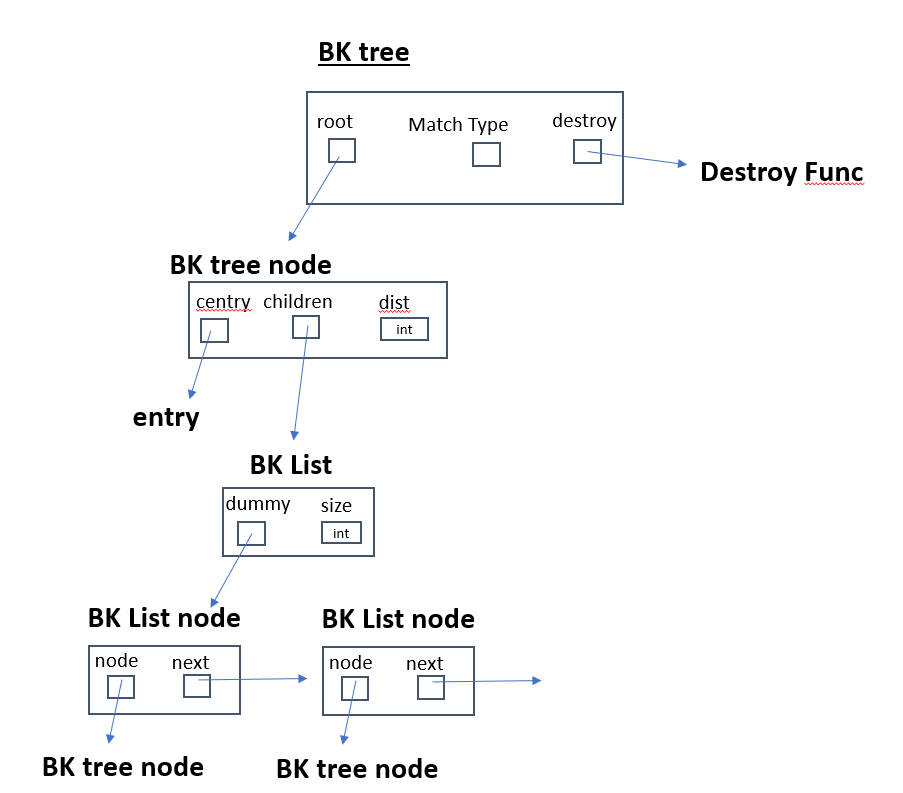 BK tree
root Match Type destroy
Destroy Func
BK tree node
centry children dist
int
entry
BK List
dummy size
int
BK List node BK List node
node next node next
BK tree node BK tree node